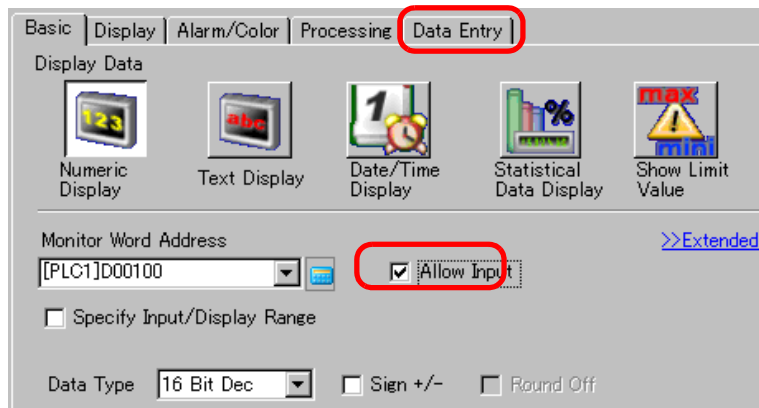 Basic Display Alarm/Color Processing Data Entry
Display Data
123 abc 1 % max mini
Numeric Display Text Display Date/Time Display Statistical Data Display Show Limit Value
Monitor Word Address >>Extended
[PLC1]D00100 Allow Input
Specify Input/Display Range
Data Type 16 Bit Dec Sign +/- Round Off